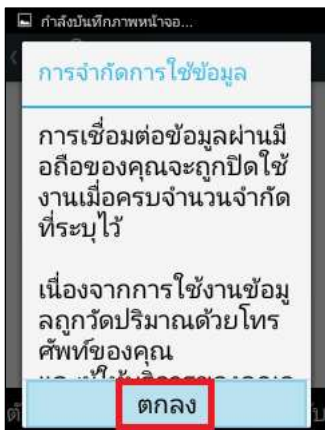 กำลังบันทึกภาพหน้าจอ...
การจำกัดการใช้ข้อมูล
การเชื่อมต่อข้อมูลผ่านมื
อถือของคุณจะถูกปิดใช้
งานเมื่อครบจำนวนจำกัด
ที่ระบุไว้
เนื่องจากการใช้งานข้อมู
ลถูกวัดปริมาณด้วยโทร
ศัพท์ของคุณ
ตกลง